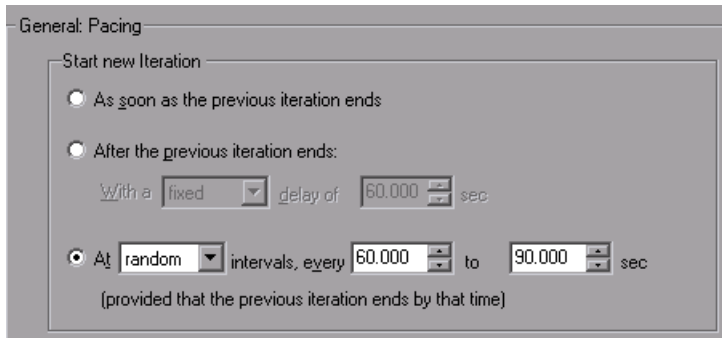 General: Pacing
Start new Iteration
As soon as the previous iteration ends
After the previous iteration ends:
With a fixed delay of 60.000 sec
At random intervals, every 60.000 to 90.000 sec
(provided that the previous iteration ends by that time)